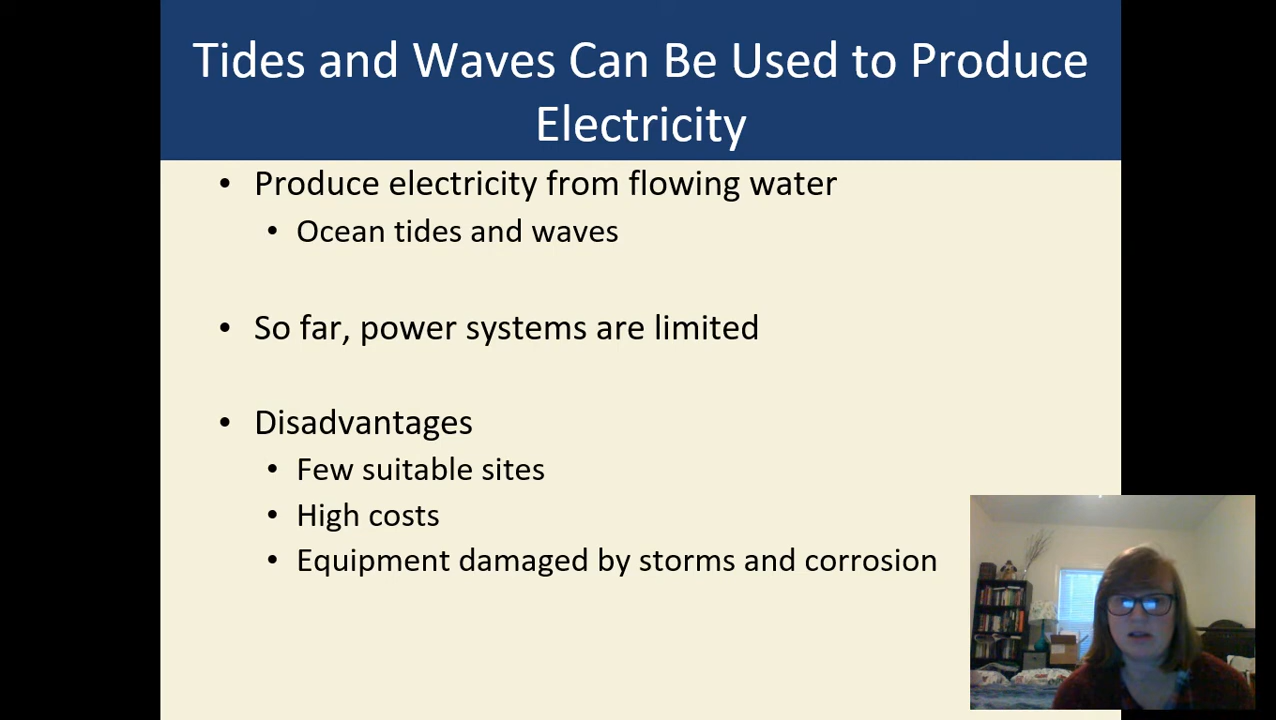 Tides and Waves Can Be Used to Produce
Electricity
• Produce electricity from flowing water
• Ocean tides and waves
• So far, power systems are limited
• Disadvantages
• Few suitable sites
• High costs
• Equipment damaged by storms and corrosion